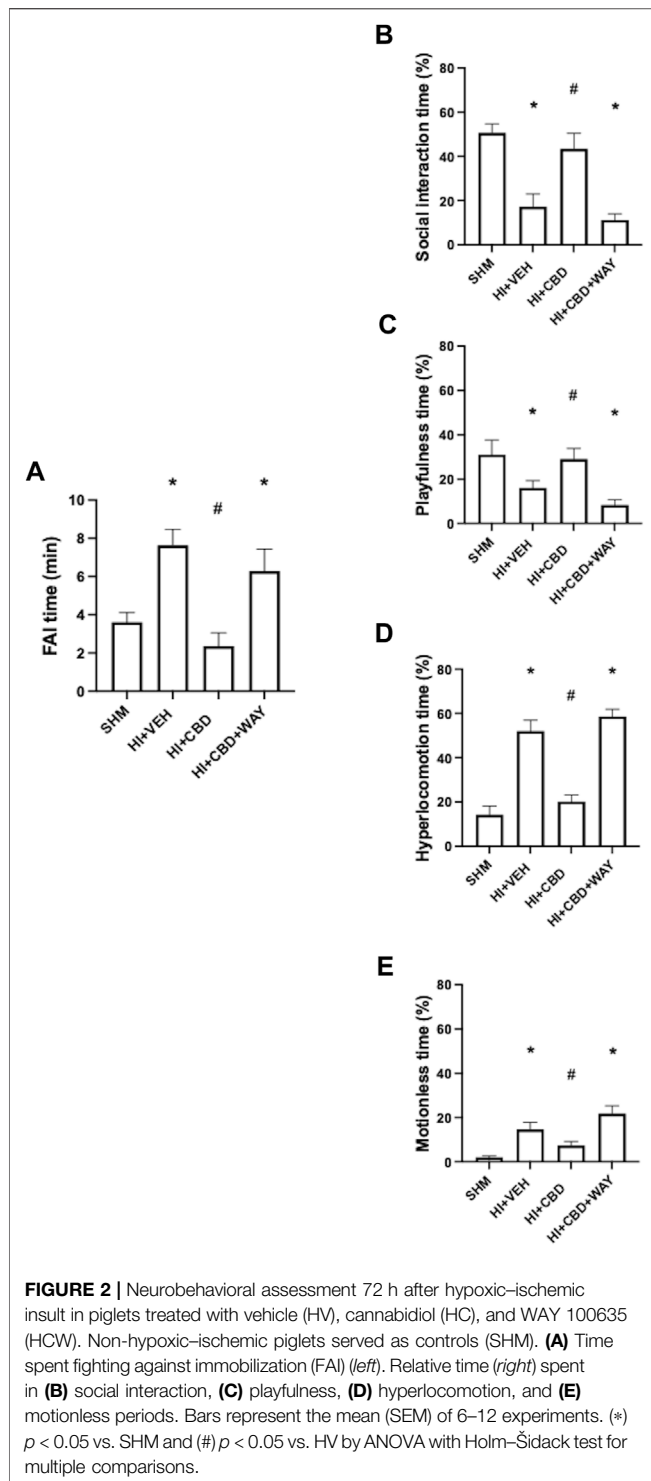 B
Social interaction time (%)
80
60
40
20
0
*
#
*
SHM
HI+VEH
HI+CBD
HI+CBD+WAY
C
Playfulness time (%)
80
60
40
20
0
*
#
*
SHM
HI+VEH
HI+CBD
HI+CBD+WAY
A
FAI time (min)
10
8
6
4
2
0
*
#
*
SHM
HI+VEH
HI+CBD
HI+CBD+WAY
D
Hyperlocomotion time (%)
80
60
40
20
0
*
#
*
SHM
HI+VEH
HI+CBD
HI+CBD+WAY
E
Motionless time (%)
80
60
40
20
0
*
#
*
SHM
HI+VEH
HI+CBD
HI+CBD+WAY
FIGURE 2 | Neurobehavioral assessment 72 h after hypoxic–ischemic
insult in piglets treated with vehicle (HV), cannabidiol (HC), and WAY 100635
(HCW). Non-hypoxic–ischemic piglets served as controls (SHM). (A) Time
spent fighting against immobilization (FAI) (left). Relative time (right) spent
in (B) social interaction, (C) playfulness, (D) hyperlocomotion, and (E)
motionless periods. Bars represent the mean (SEM) of 6–12 experiments. (*)
p < 0.05 vs. SHM and (#) p < 0.05 vs. HV by ANOVA with Holm–Šidack test for
multiple comparisons.